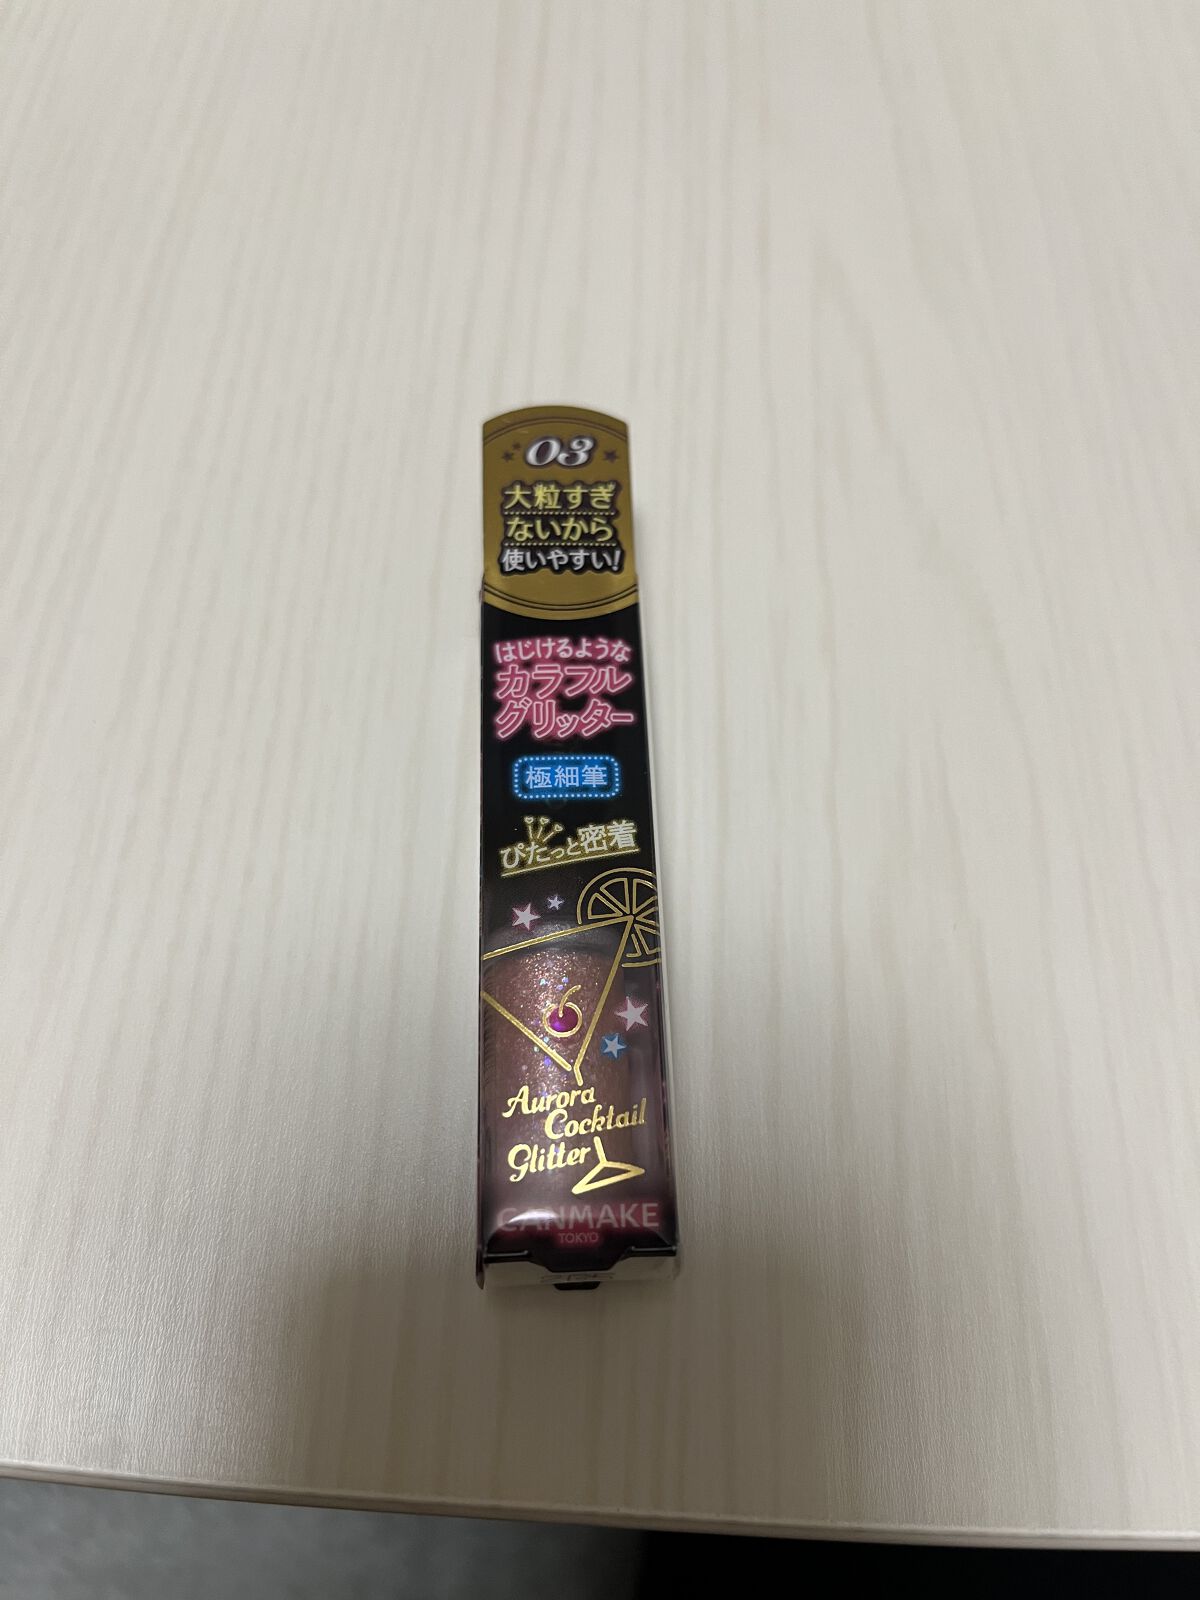 03
大粒すぎ
ないから
使いやすい!
はじけるような
カラフル
グリッター
極細筆
ぴたっと密着
Aurora
Cocktail
Glitter
CANMAKE
TOKYO